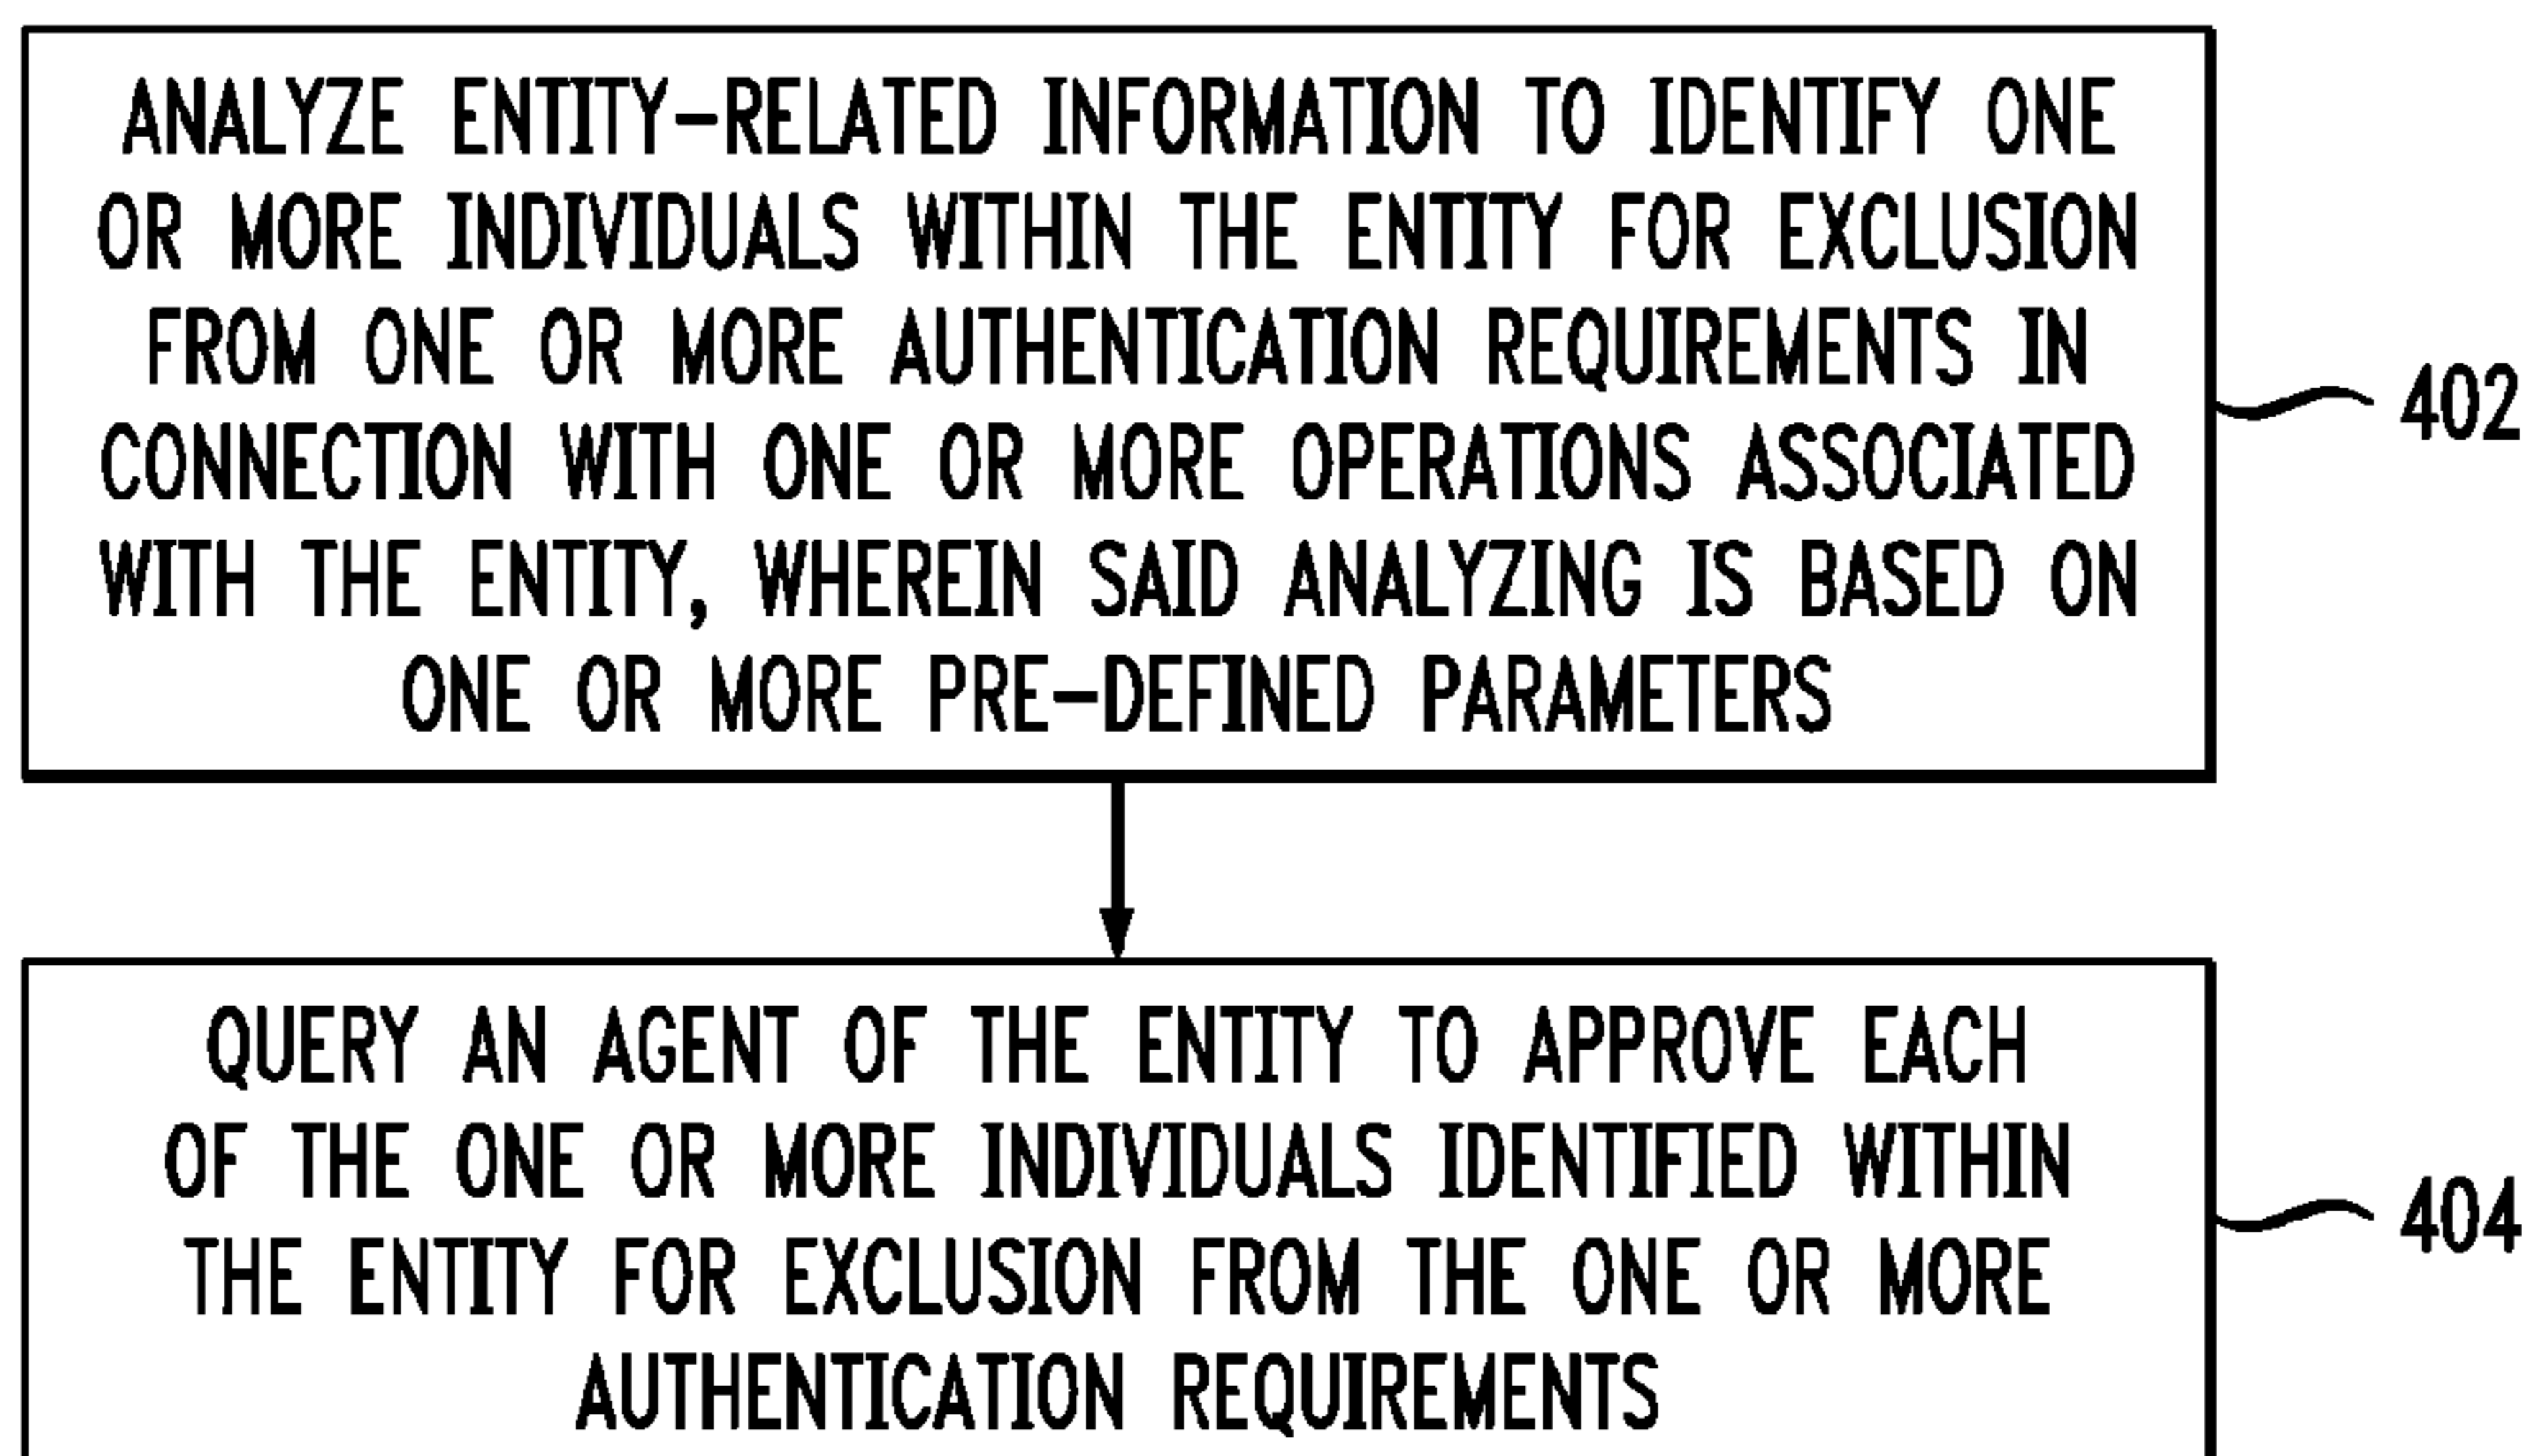 ANALYZE ENTITY-RELATED INFORMATION TO IDENTIFY ONE
OR MORE INDIVIDUALS WITHIN THE ENTITY FOR EXCLUSION
FROM ONE OR MORE AUTHENTICATION REQUIREMENTS IN
CONNECTION WITH ONE OR MORE OPERATIONS ASSOCIATED
WITH THE ENTITY, WHEREIN SAID ANALYZING IS BASED ON
ONE OR MORE PRE-DEFINED PARAMETERS
402
QUERY AN AGENT OF THE ENTITY TO APPROVE EACH
OF THE ONE OR MORE INDIVIDUALS IDENTIFIED WITHIN
THE ENTITY FOR EXCLUSION FROM THE ONE OR MORE
AUTHENTICATION REQUIREMENTS
404